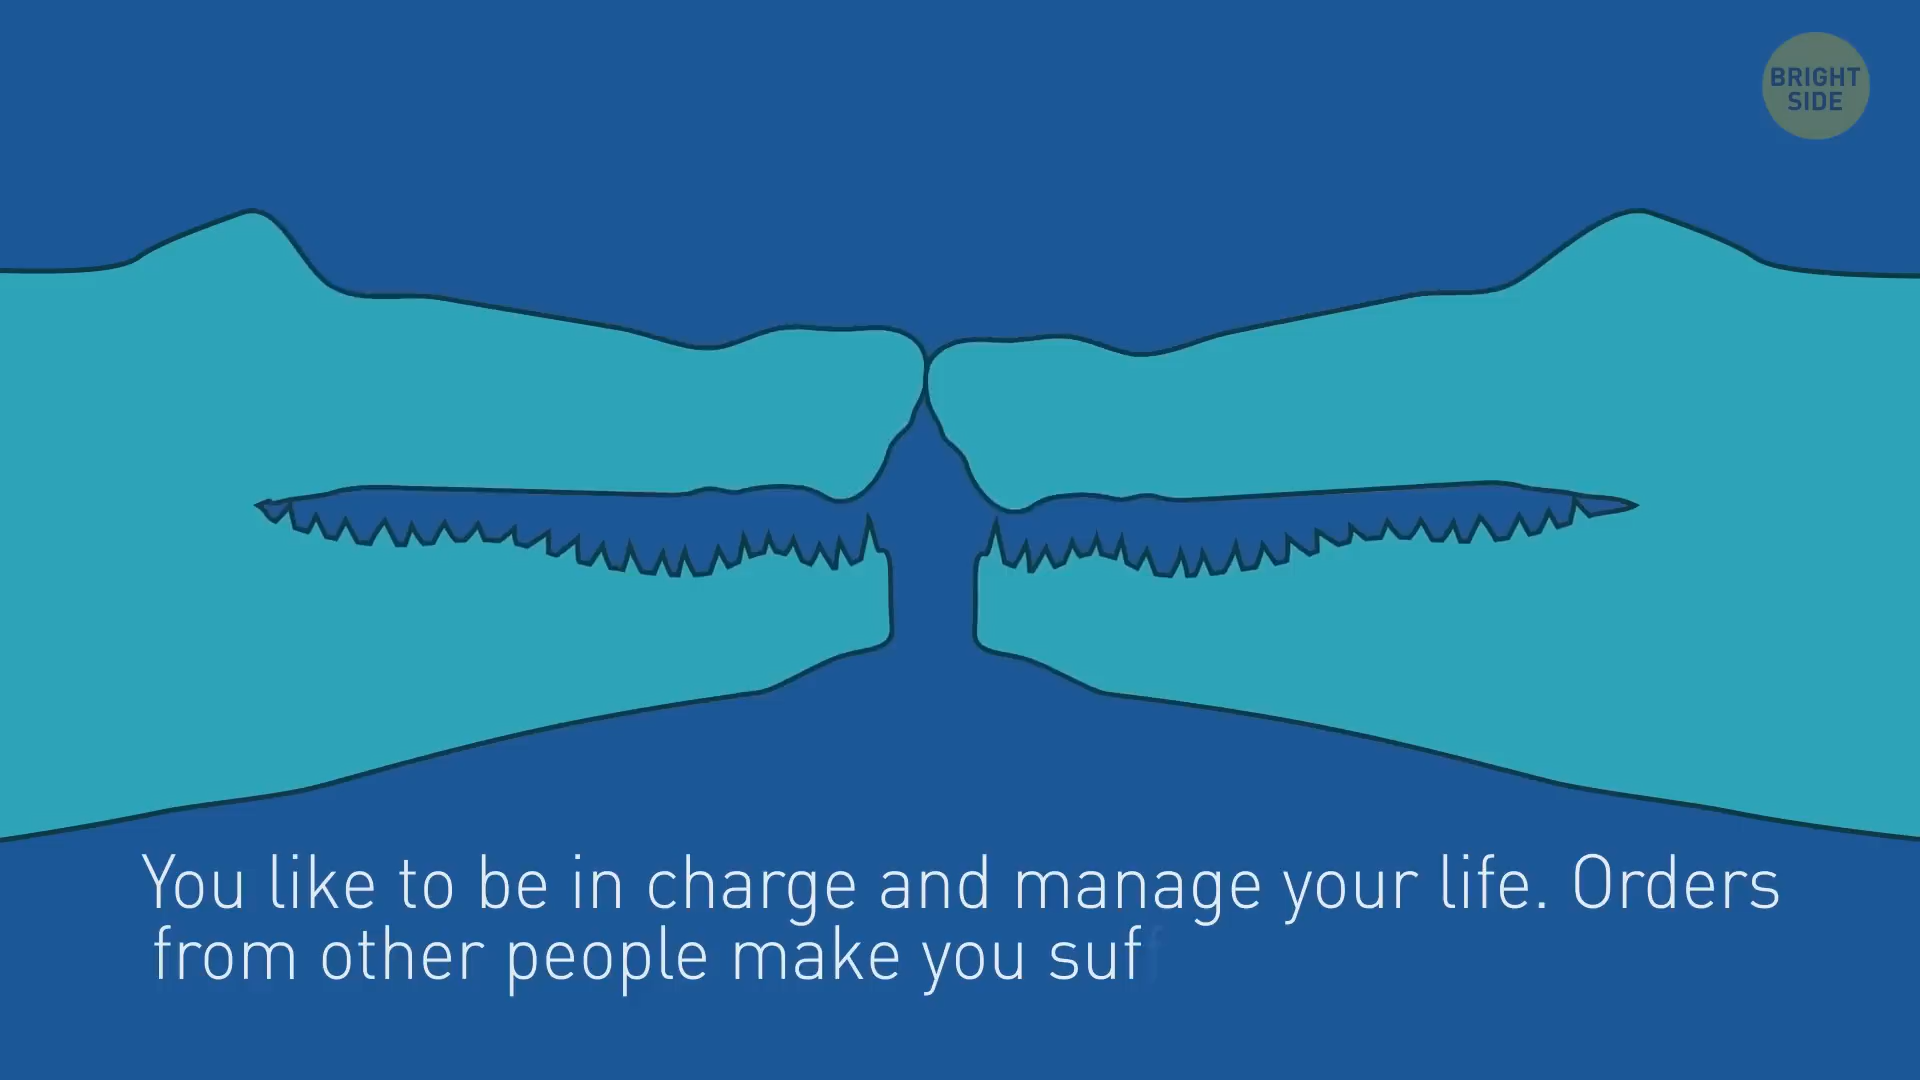 BRIGHT
SIDE
You like to be in charge and manage your life. Orders
from other people make you suf